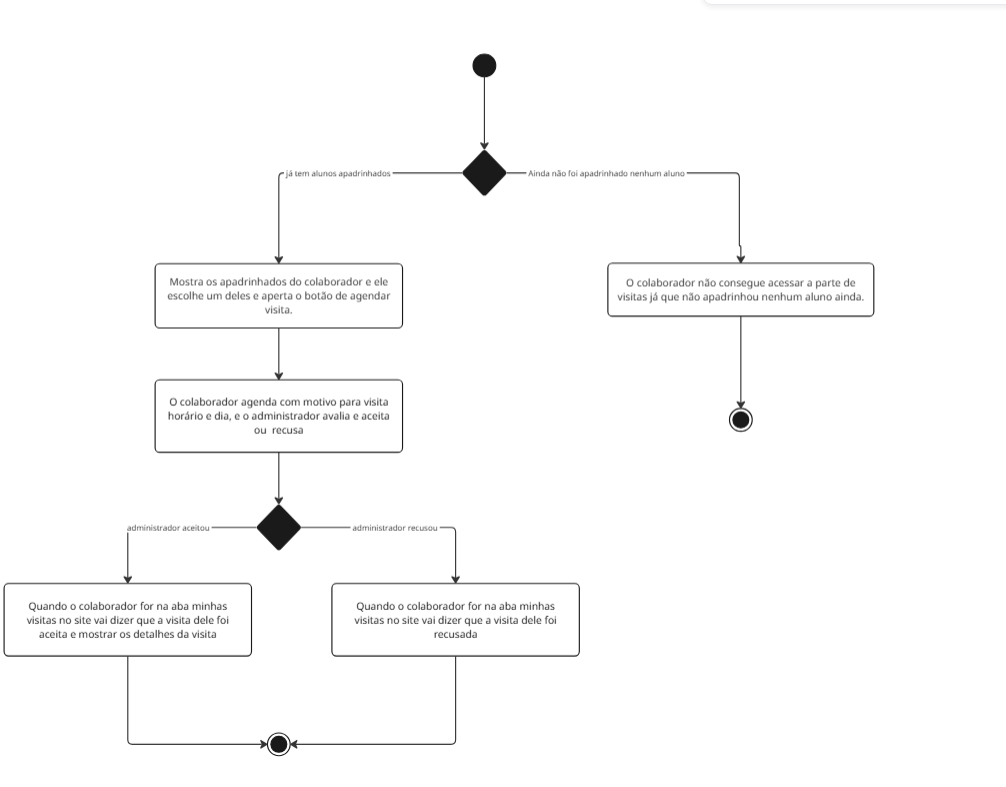 já tem alunos apadrinhados
Ainda não foi apadrinhado nenhum aluno
Mostra os apadrinhados do colaborador e ele
escolhe um deles e aperta o botão de agendar
visita.
O colaborador não consegue acessar a parte de
visitas já que não apadrinhou nenhum aluno ainda.
O colaborador agenda com motivo para visita
horário e dia, e o administrador avalia e aceita
ou recusa
administrador aceitou
administrador recusou
Quando o colaborador for na aba minhas
visitas no site vai dizer que a visita dele foi
aceita e mostrar os detalhes da visita
Quando o colaborador for na aba minhas
visitas no site vai dizer que a visita dele foi
recusada